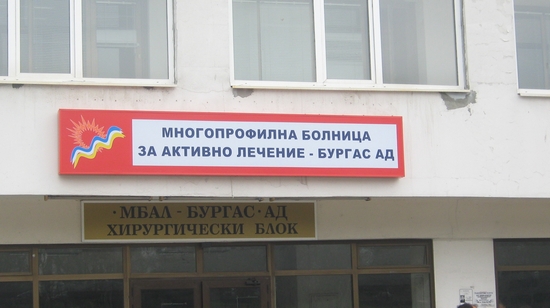 МНОГОПРОФИЛНА БОЛНИЦА
ЗА АКТИВНО ЛЕЧЕНИЕ - БУРГАС АД
МБАЛ - БУРГАС - АД
ХИРУРГИЧЕСКИ БЛОК